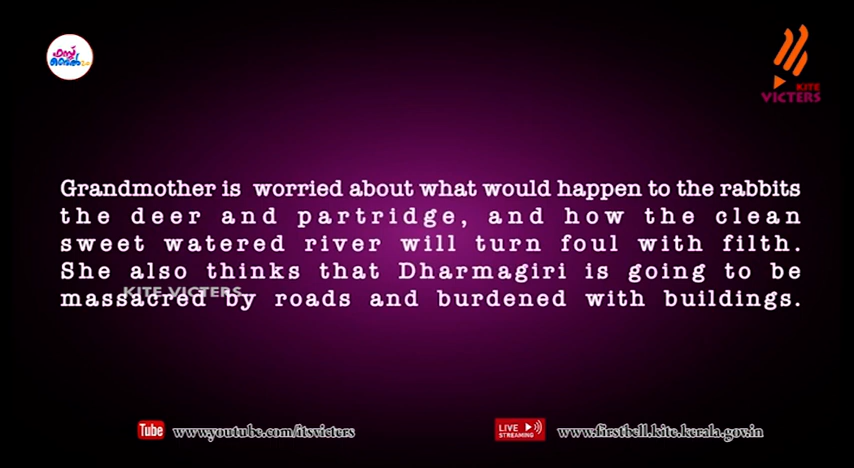 ഫസ്റ്റ്
ബെൽ 2.0
KITE
VICTERS
Grandmother is worried about what would happen to the rabbits
the deer and partridge, and how the clean
sweet watered river will turn foul with filth.
She also thinks that Dharmagiri is going to be
massacred by roads and burdened with buildings.
KITE VICTERS
Tube www.youtube.com/itsvicters
LIVE
STREAMING
www.firstbell.kite.kerala.gov.in